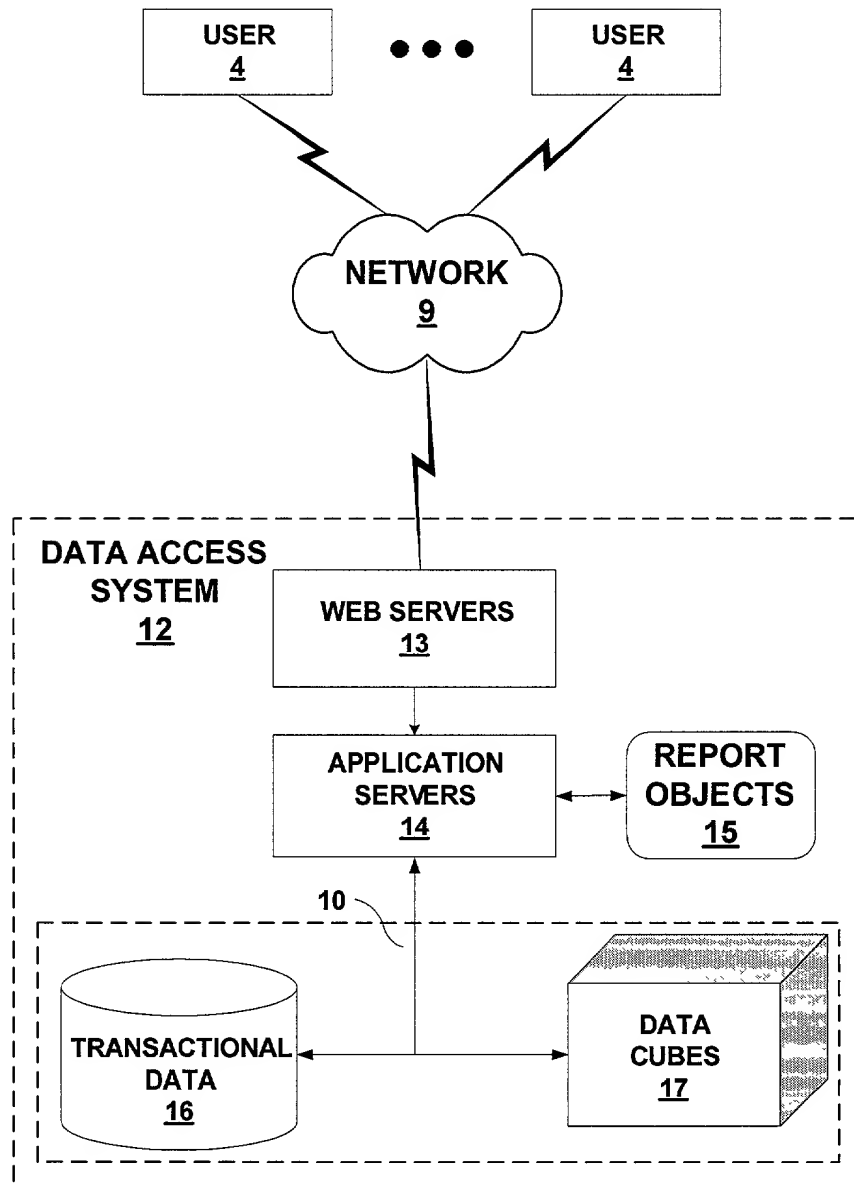 USER
4
USER
4
NETWORK
9
DATA ACCESS
SYSTEM
12
WEB SERVERS
13
APPLICATION
SERVERS
14
REPORT
OBJECTS
15
10
TRANSACTIONAL
DATA
16
DATA
CUBES
17